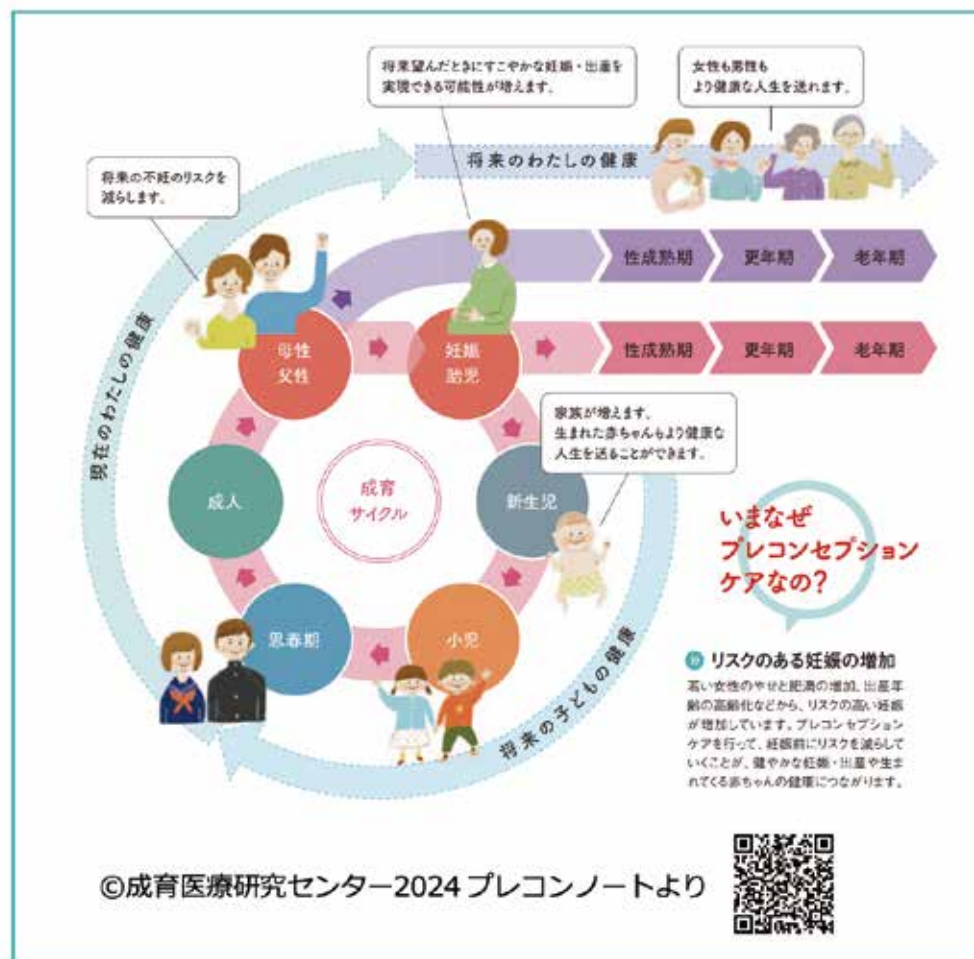 将来望んだときにすこやかな妊娠・出産を
実現できる可能性が増えます。
女性も男性も
より健康な人生を送れます。
将来のわたしの健康
将来の不妊のリスクを
減らします。
性成熟期
更年期
老年期
現在のわたしの健康
母性
父性
妊娠
胎児
性成熟期
更年期
老年期
家族が増えます。
生まれた赤ちゃんもより健康な
人生を送ることができます。
成人
成育
サイクル
新生児
いまなぜ
プレコンセプション
ケアなの?
思春期
小児
将来の子どもの健康
リスクのある妊娠の増加
若い女性のやせと肥満の増加、出産年
齢の高齢化などから、リスクの高い妊娠
が増加しています。プレコンセプション
ケアを行って、妊娠前にリスクを減らして
いくことが、健やかな妊娠・出産や生ま
れてくる赤ちゃんの健康につながります。
©成育医療研究センター2024 プレコンノートより